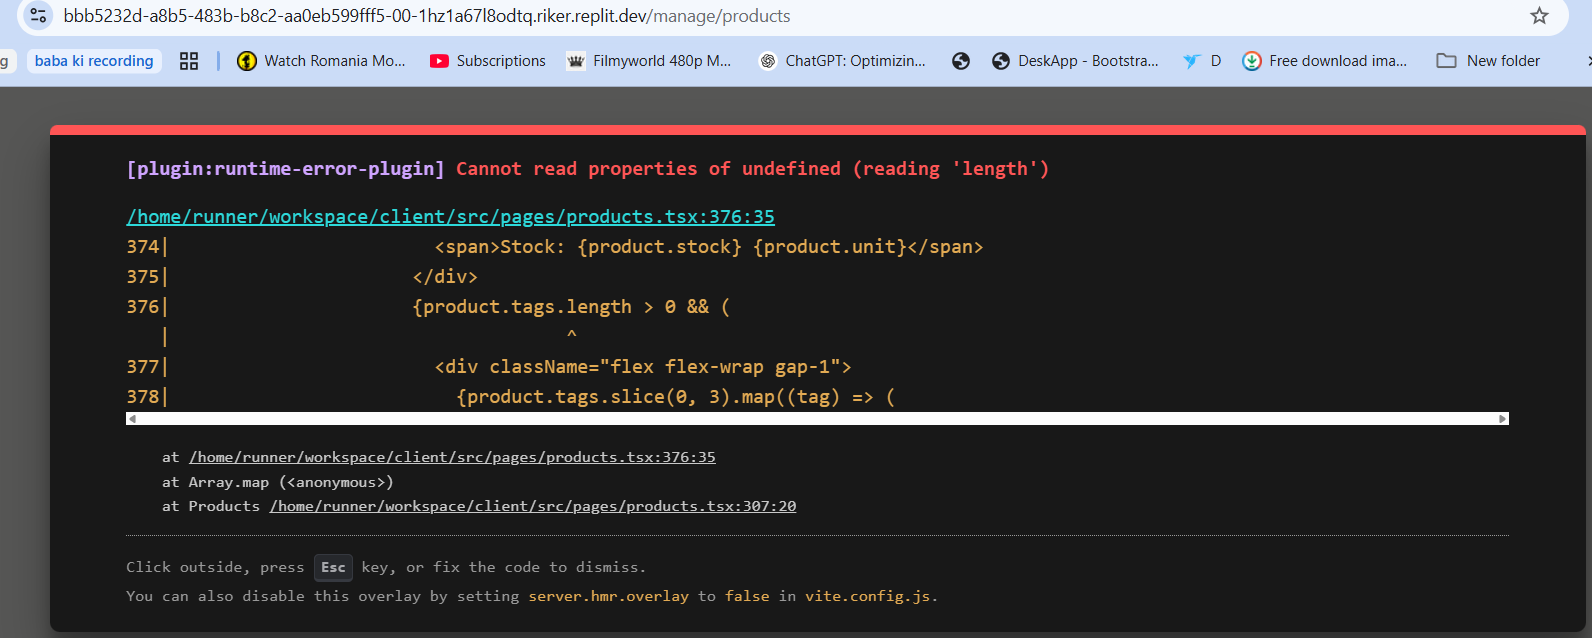 bbb5232d-a8b5-483b-b8c2-aa0eb599fff5-00-1hz1a67l8odtq.riker.replit.dev/manage/products
g baba ki recording Watch Romania Mo... Subscriptions Filmyworld 480p M... ChatGPT: Optimizin... DeskApp - Bootstra... D Free download ima... New folder
[plugin:runtime-error-plugin] Cannot read properties of undefined (reading 'length')
/home/runner/workspace/client/src/pages/products.tsx:376:35
374| <span>Stock: {product.stock} {product.unit}</span>
375| </div>
376| {product.tags.length > 0 && (
| ^
377| <div className="flex flex-wrap gap-1">
378| {product.tags.slice(0, 3).map((tag) => (
at /home/runner/workspace/client/src/pages/products.tsx:376:35
at Array.map (<anonymous>)
at Products /home/runner/workspace/client/src/pages/products.tsx:307:20
Click outside, press Esc key, or fix the code to dismiss.
You can also disable this overlay by setting server.hmr.overlay to false in vite.config.js.